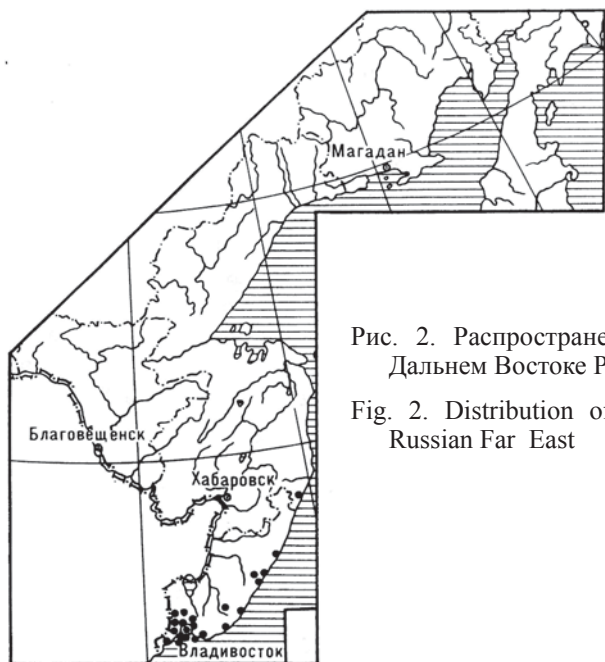 Магадан
Рис. 2. Распростране
Дальнем Востоке Р
Fig. 2. Distribution o
Russian Far East
Благовещенск
Хабаровск
Владивосток